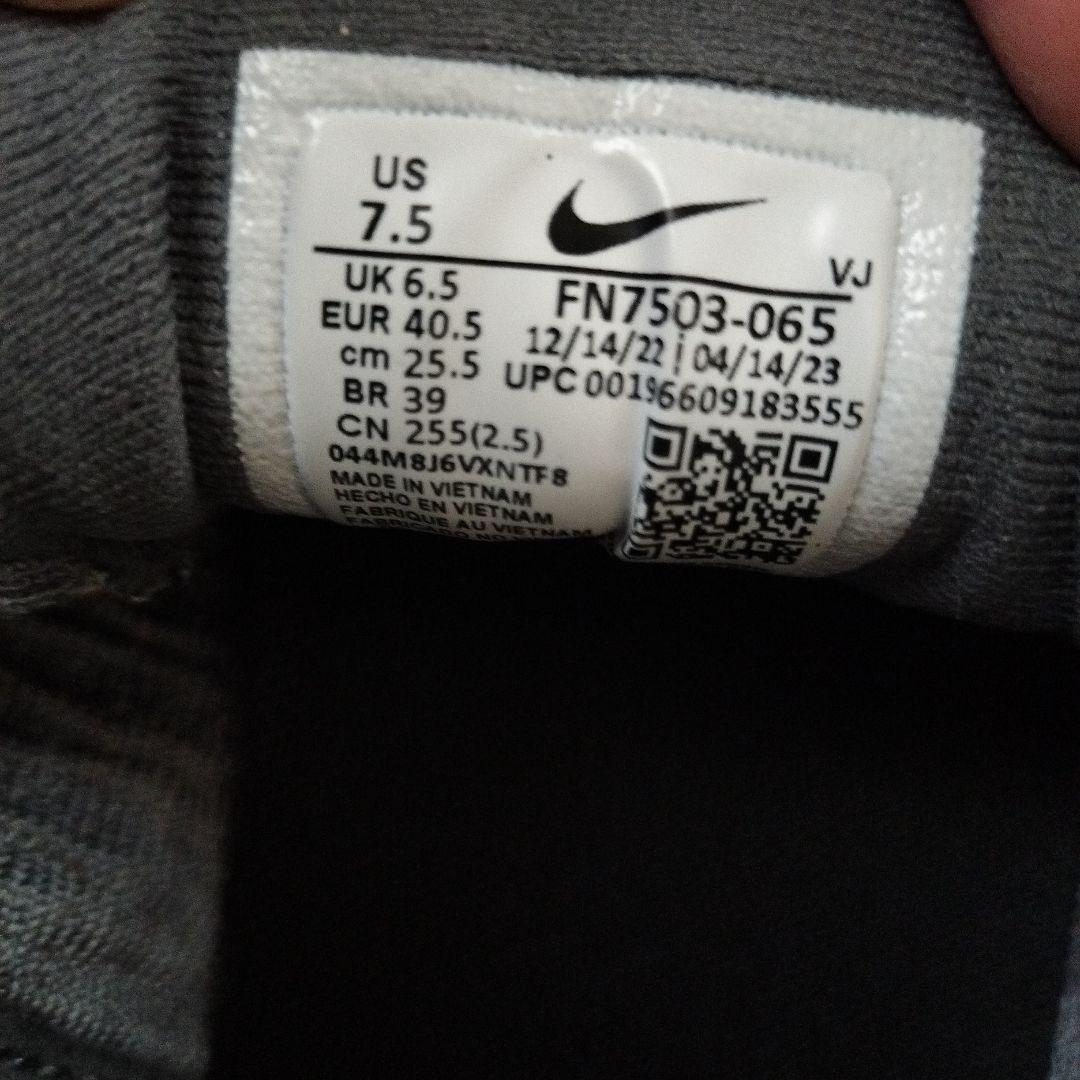 US
7.5
VJ
UK 6.5
EUR 40.5
cm 25.5
BR 39
CN 255(2.5)
044M8J6VXNTF8
MADE IN VIETNAM
HECHO EN VIETNAM
FABRIQUE AU VIETNAM
FABRICADO
FN7503-065
12/14/22 | 04/14/23
UPC 00196609183555